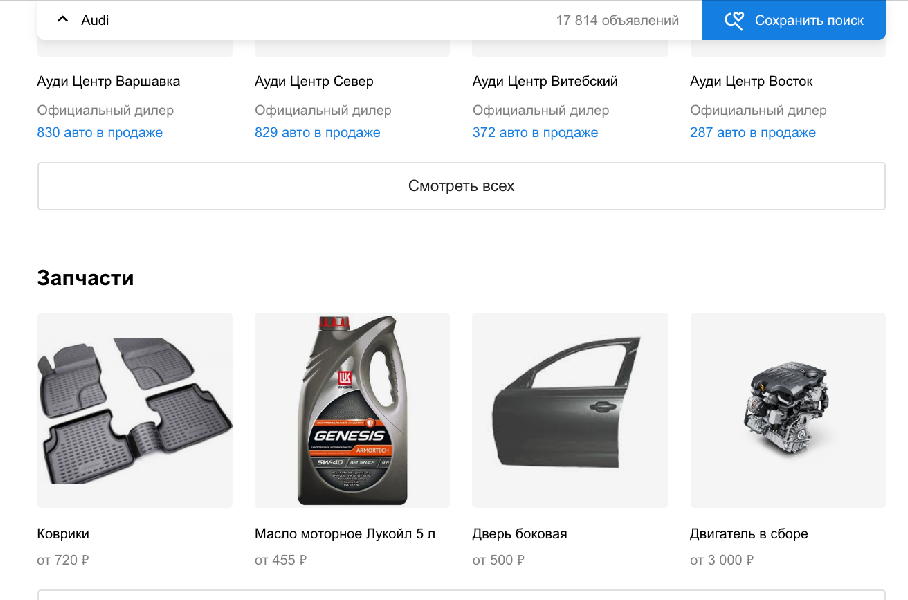 Audi
17 814 объявлений
Сохранить поиск
Ауди Центр Варшавка
Официальный дилер
830 авто в продаже
Ауди Центр Север
Официальный дилер
829 авто в продаже
Ауди Центр Витебский
Официальный дилер
372 авто в продаже
Ауди Центр Восток
Официальный дилер
287 авто в продаже
Смотреть всех
Запчасти
GENESIS
ARMORTECH
5W-40
Коврики
от 720 ₽
Масло моторное Лукойл 5 л
от 455 ₽
Дверь боковая
от 500 ₽
Двигатель в сборе
от 3 000 ₽